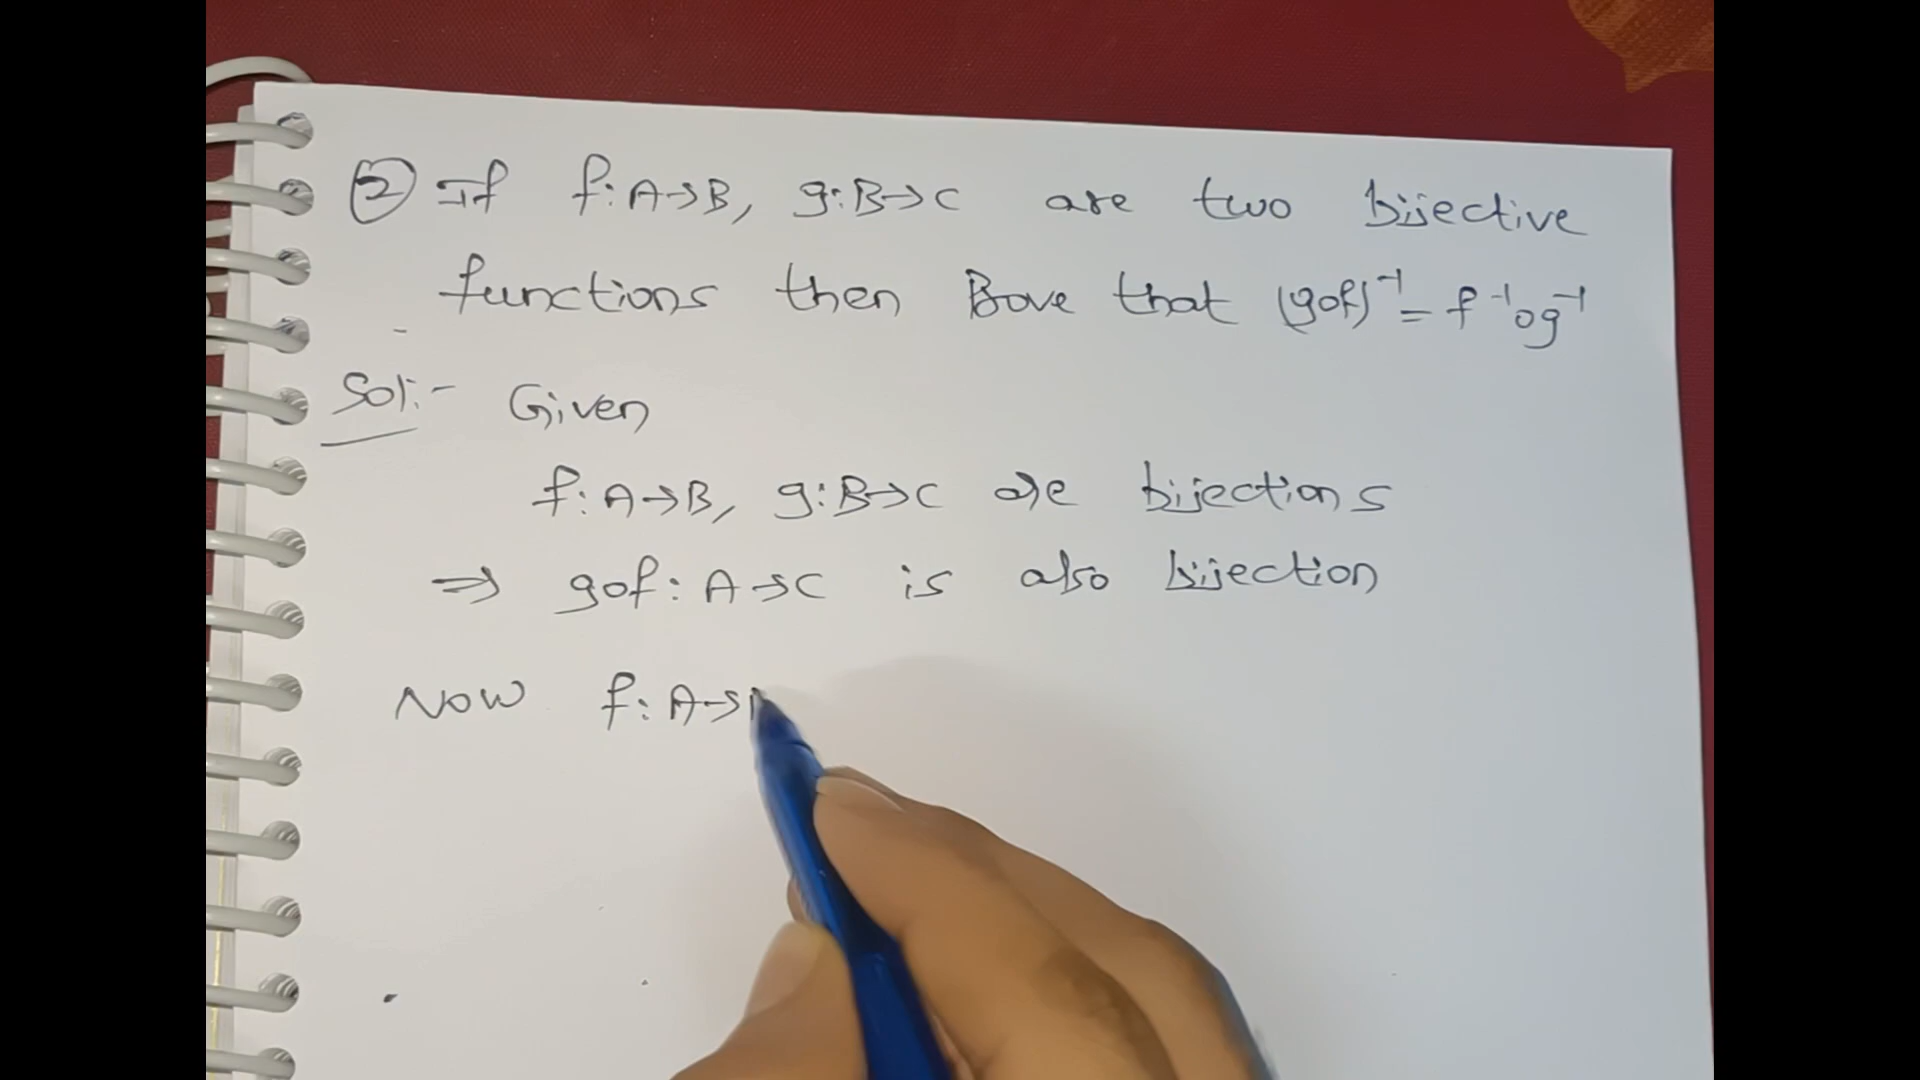 ② If f:A→B, g:B→C are two bijective
functions then Prove that (gof)⁻¹ = f⁻¹og⁻¹
Sol:- Given
f:A→B, g:B→C are bijections
⇒ gof: A→C is also bijection
Now f: A→